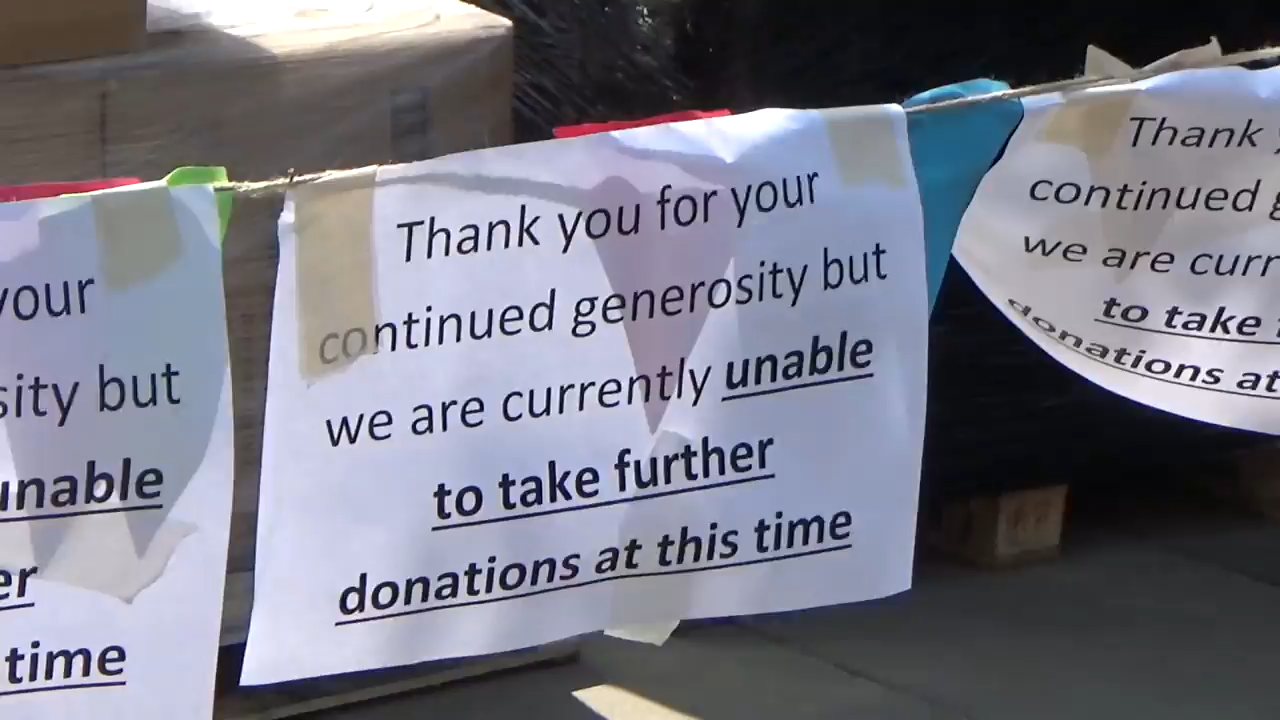 your
sity but
unable
er
time
Thank you for your
continued generosity but
we are currently unable
to take further
donations at this time
Thank
continued
we are curr
to take
donations at